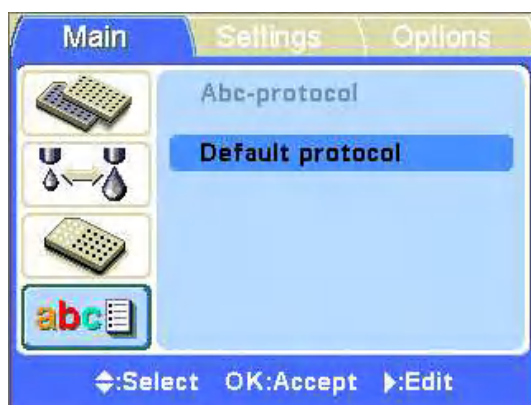 Main Settings Options
Abc-protocol
Default protocol
abc
:Select OK:Accept :Edit